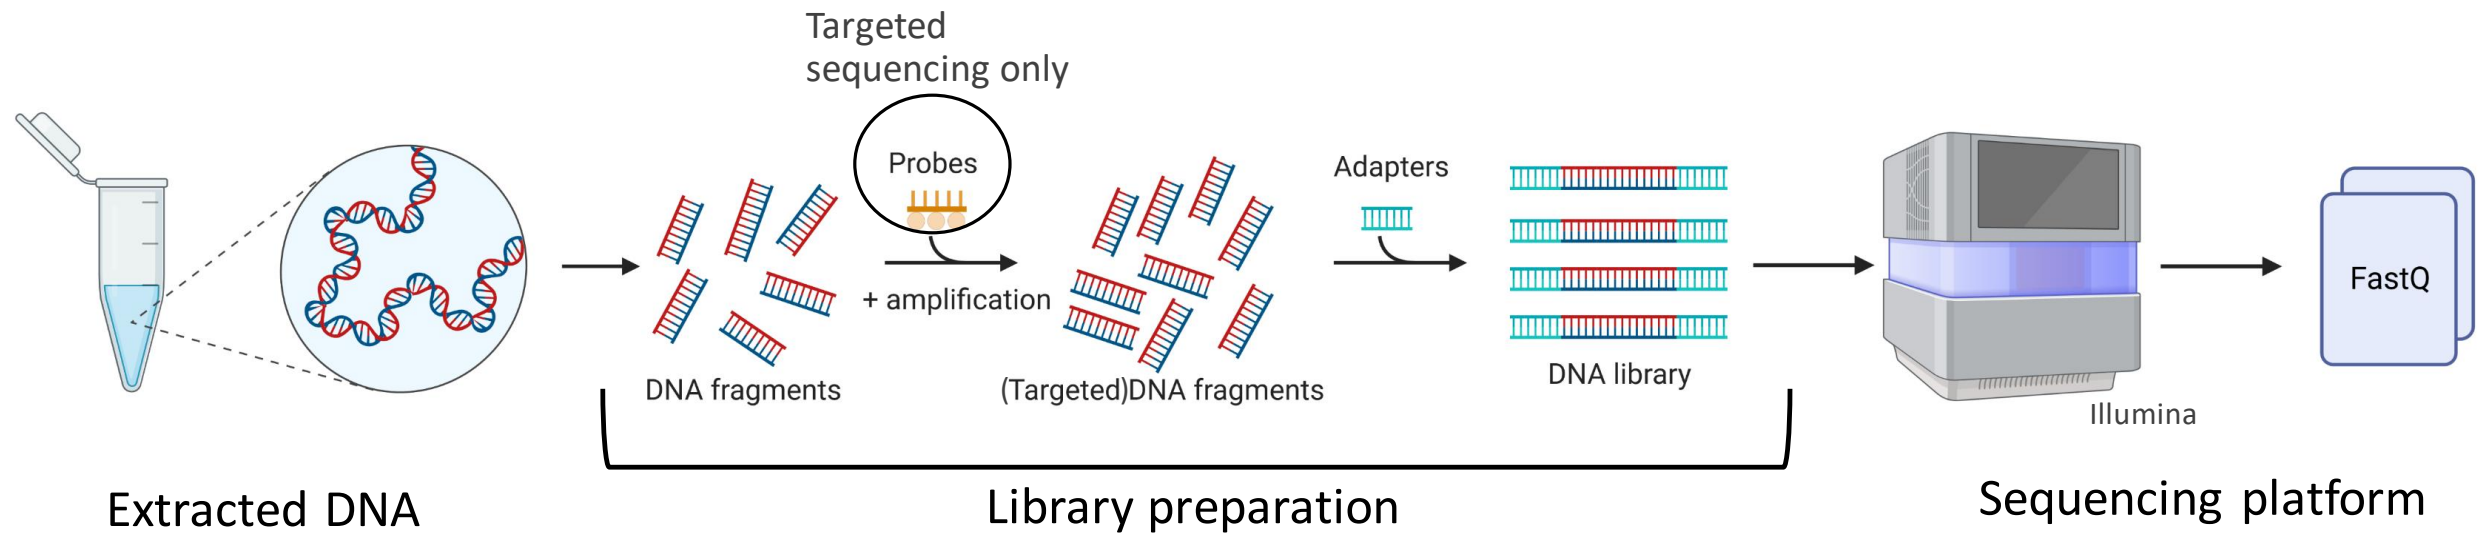 Targeted
sequencing only
Probes
+ amplification
Adapters
DNA fragments
(Targeted)DNA fragments
DNA library
Illumina
FastQ
Extracted DNA
Library preparation
Sequencing platform